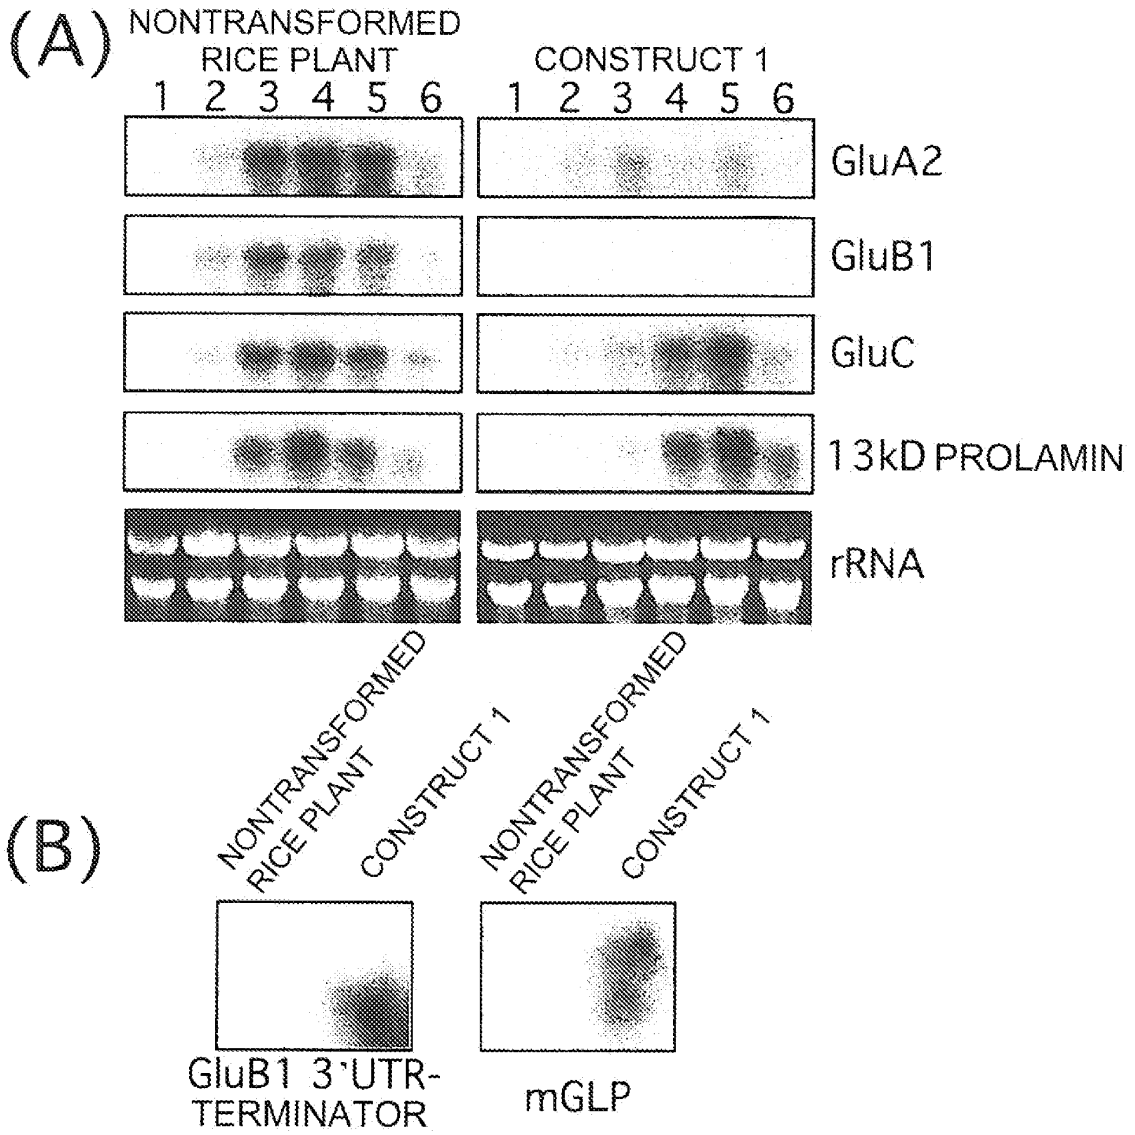 (A)
NONTRANSFORMED
RICE PLANT
CONSTRUCT 1
1 2 3 4 5 6
1 2 3 4 5 6
GluA2
GluB1
GluC
13kD PROLAMIN
rRNA
(B)
NONTRANSFORMED
RICE PLANT
CONSTRUCT 1
NONTRANSFORMED
RICE PLANT
CONSTRUCT 1
GluB1 3'UTR-
TERMINATOR
mGLP